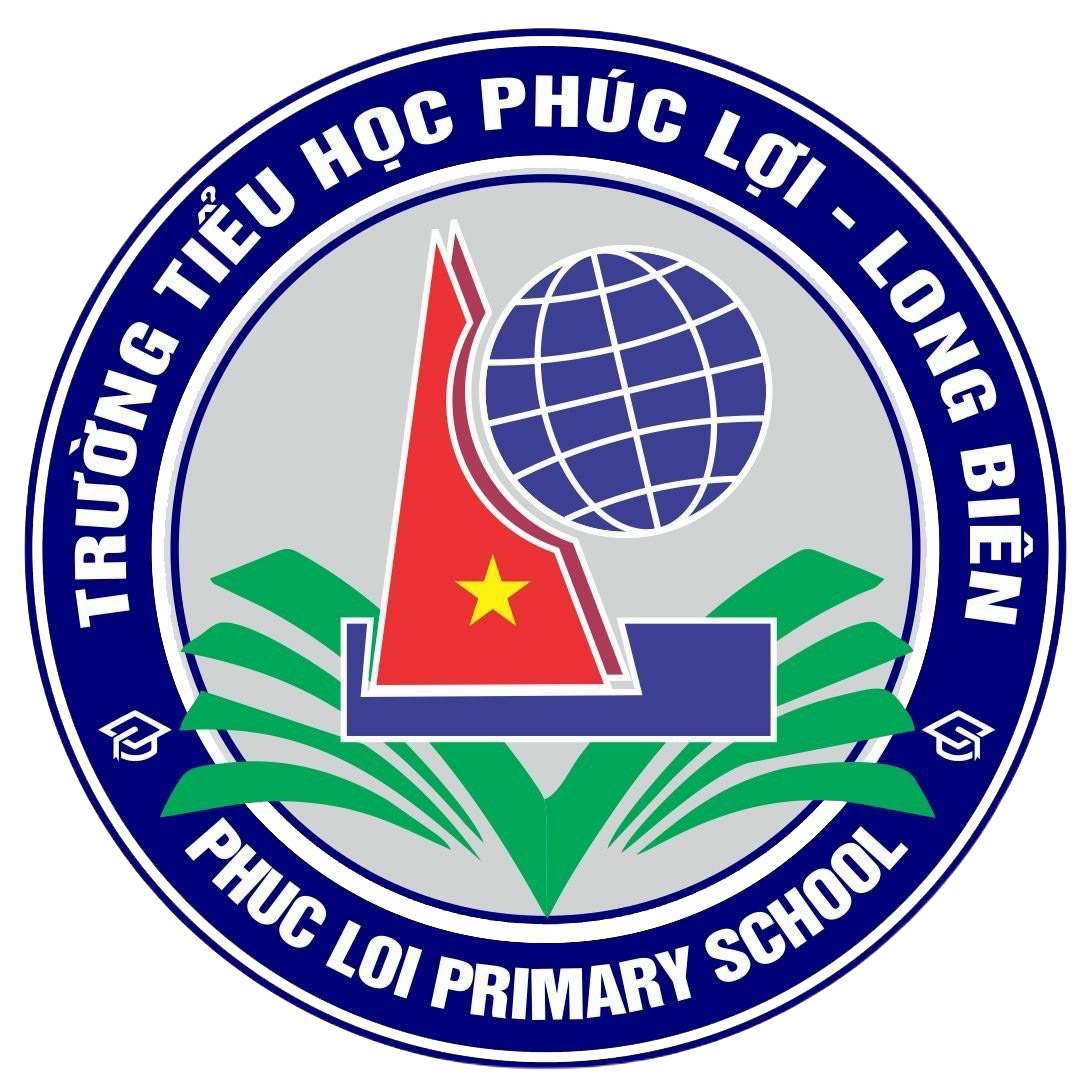 TRƯỜNG TIỂU HỌC PHÚC LỢI - LONG BIÊN
PHUC LOI PRIMARY SCHOOL